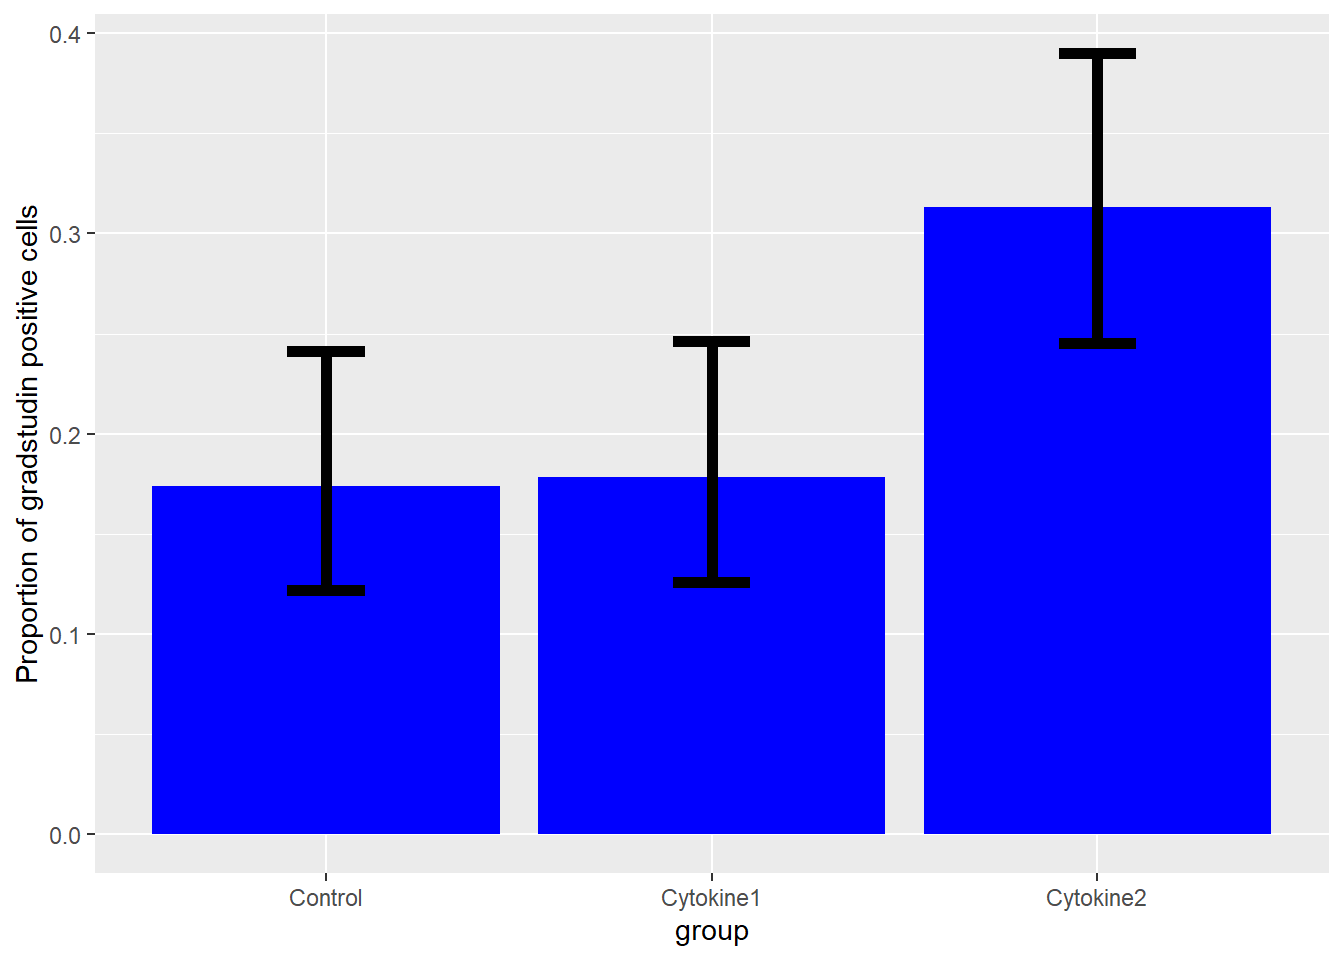 Proportion of gradstudin positive cells
0.4
0.3
0.2
0.1
0.0
Control Cytokine1 Cytokine2
group